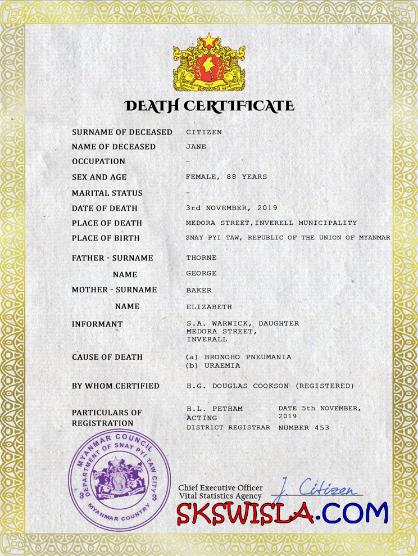 DEATH CERTIFICATE
SURNAME OF DECEASED CITIZEN
NAME OF DECEASED JANE
OCCUPATION –
SEX AND AGE FEMALE, 88 YEARS
MARITAL STATUS –
DATE OF DEATH 3rd NOVEMBER, 2019
PLACE OF DEATH MEDORA STREET,INVERELL MUNICIPALITY
PLACE OF BIRTH SNAY PYI TAW, REPUBLIC OF THE UNION OF MYANMAR
FATHER - SURNAME THORNE
NAME GEORGE
MOTHER - SURNAME BAKER
NAME ELIZABETH
INFORMANT S.A. WARWICK, DAUGHTER
MEDORA STREET,
INVERALL
CAUSE OF DEATH (a) HRONOHO PNEUMANIA
(b) URAEMIA
BY WHOM CERTIFIED H.G. DOUGLAS COOKSON (REGISTERED)
PARTICULARS OF REGISTRATION
H.L. PETHAM DATE 5th NOVEMBER, 2019
ACTING
DISTRICT REGISTRAR NUMBER 453
MYANMAR COUNCIL
DEPARTMENT OF SNAY PYI TAW CITY
MYANMAR COUNTRY
Chief Executive Officer
Vital Statistics Agency
J. Citizen
SKSWISLA.COM